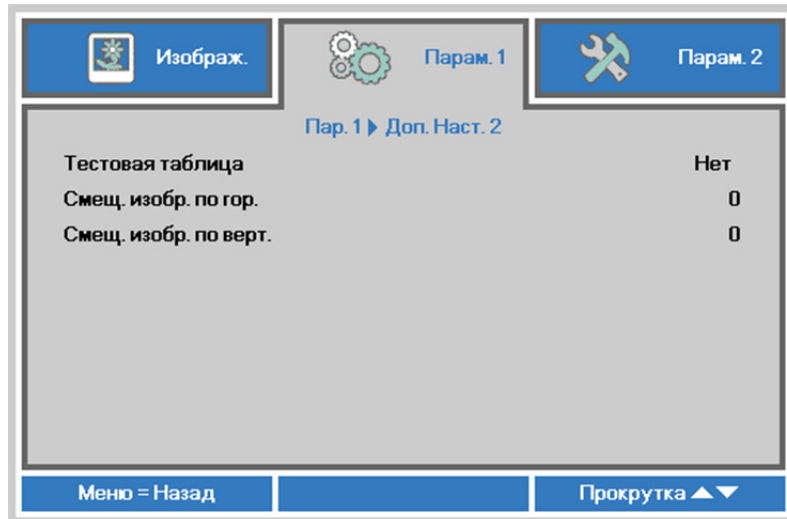 Изображ.
Парам. 1
Парам. 2
Пар. 1 ▶ Доп. Наст. 2
Тестовая таблица Нет
Смещ. изобр. по гор. 0
Смещ. изобр. по верт. 0
Меню = Назад
Прокрутка ▲▼